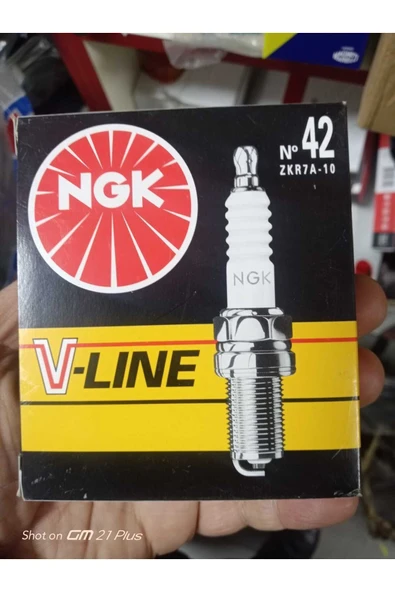 NGK
Nº 42
ZKR7A-10
NGK
V-LINE
Shot on GM 21 Plus